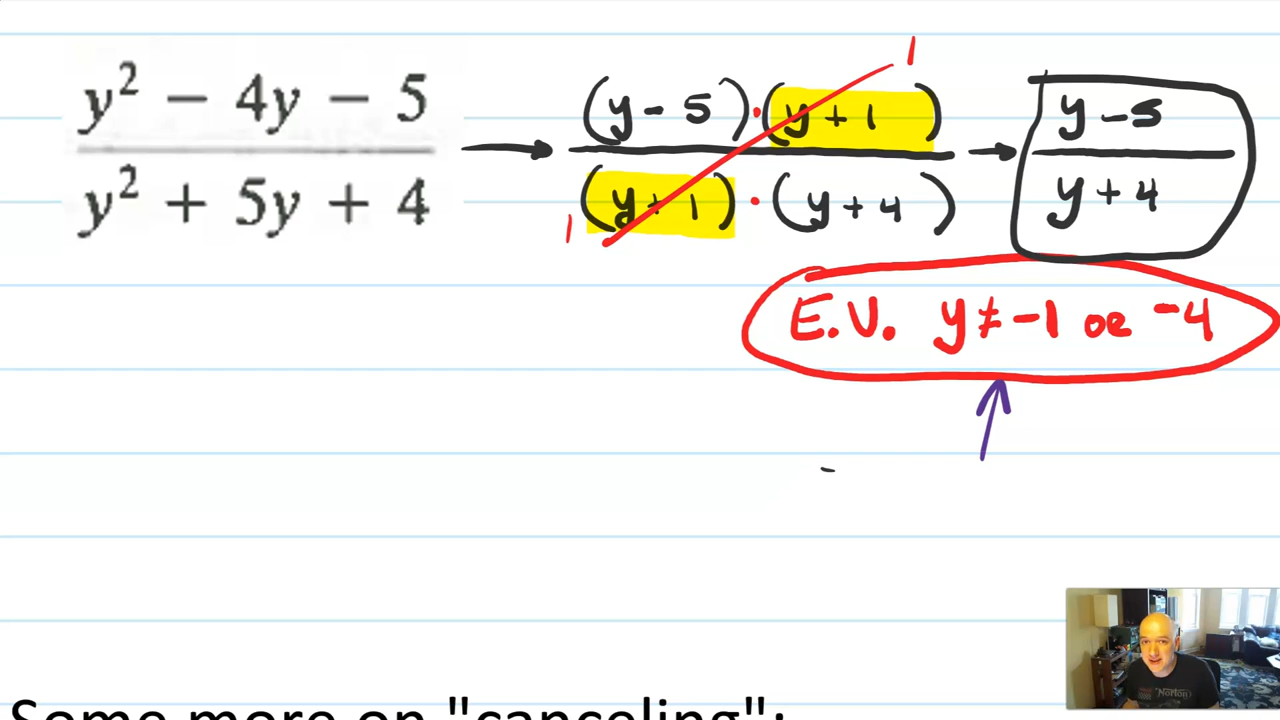 y² - 4y - 5 / y² + 5y + 4 → (y - 5) · (y + 1) / (y + 1) · (y + 4) → y - 5 / y + 4
1
1
E.V. y ≠ -1 or -4
-
Norton
Some more on "canceling":